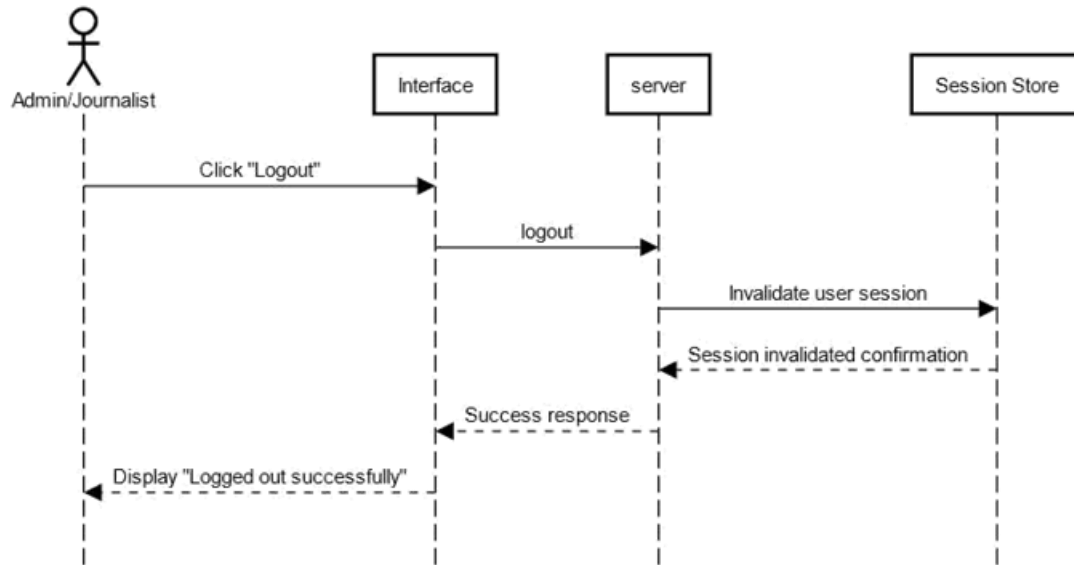 Admin/Journalist
Interface
server
Session Store
Click "Logout"
logout
Invalidate user session
Session invalidated confirmation
Success response
Display "Logged out successfully"